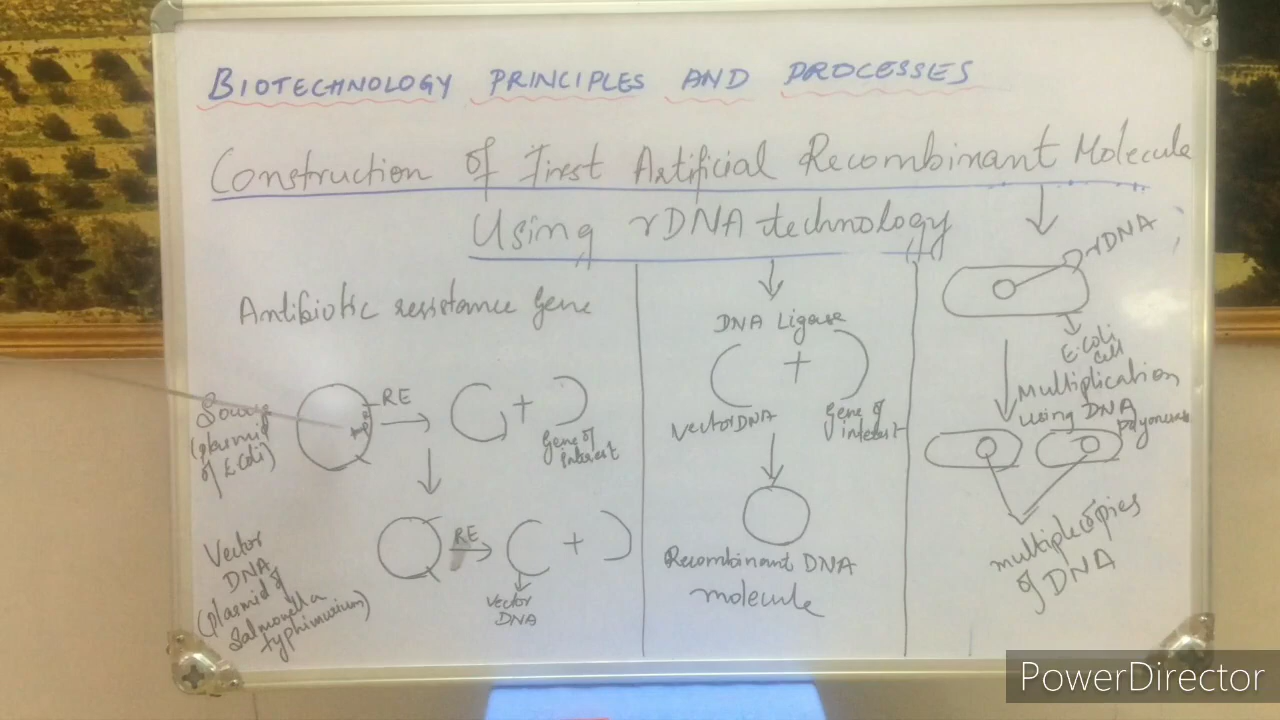 BIOTECHNOLOGY PRINCIPLES AND PROCESSES
Construction of First Artificial Recombinant Molecule
Using rDNA technology
Antibiotic resistance gene
(plasmid
of E.Coli)
RE
+
Gene of
interest
Vector
DNA
(plasmid of
Salmonella
typhimurium)
RE
+
Vector
DNA
DNA Ligase
+
Vector DNA
Gene of
interest
Recombinant DNA
molecule
rDNA
E.Coli
cell
Multiplication
using DNA
polymerase
multiple copies
of DNA
PowerDirector